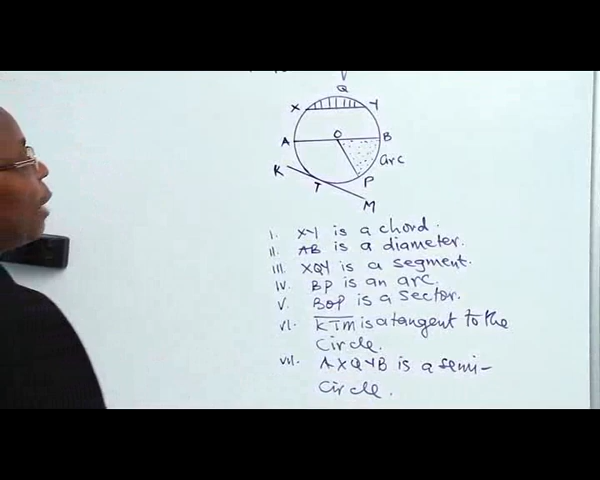 Q
X Y
A O B
arc
K
T P
M
I. XY is a chord.
II. AB is a diameter.
III. XQY is a segment.
IV. BP is an arc.
V. BOP is a sector.
VI. KTM is a tangent to the
Circle.
VII. AXQYB is a semi-
Circle.